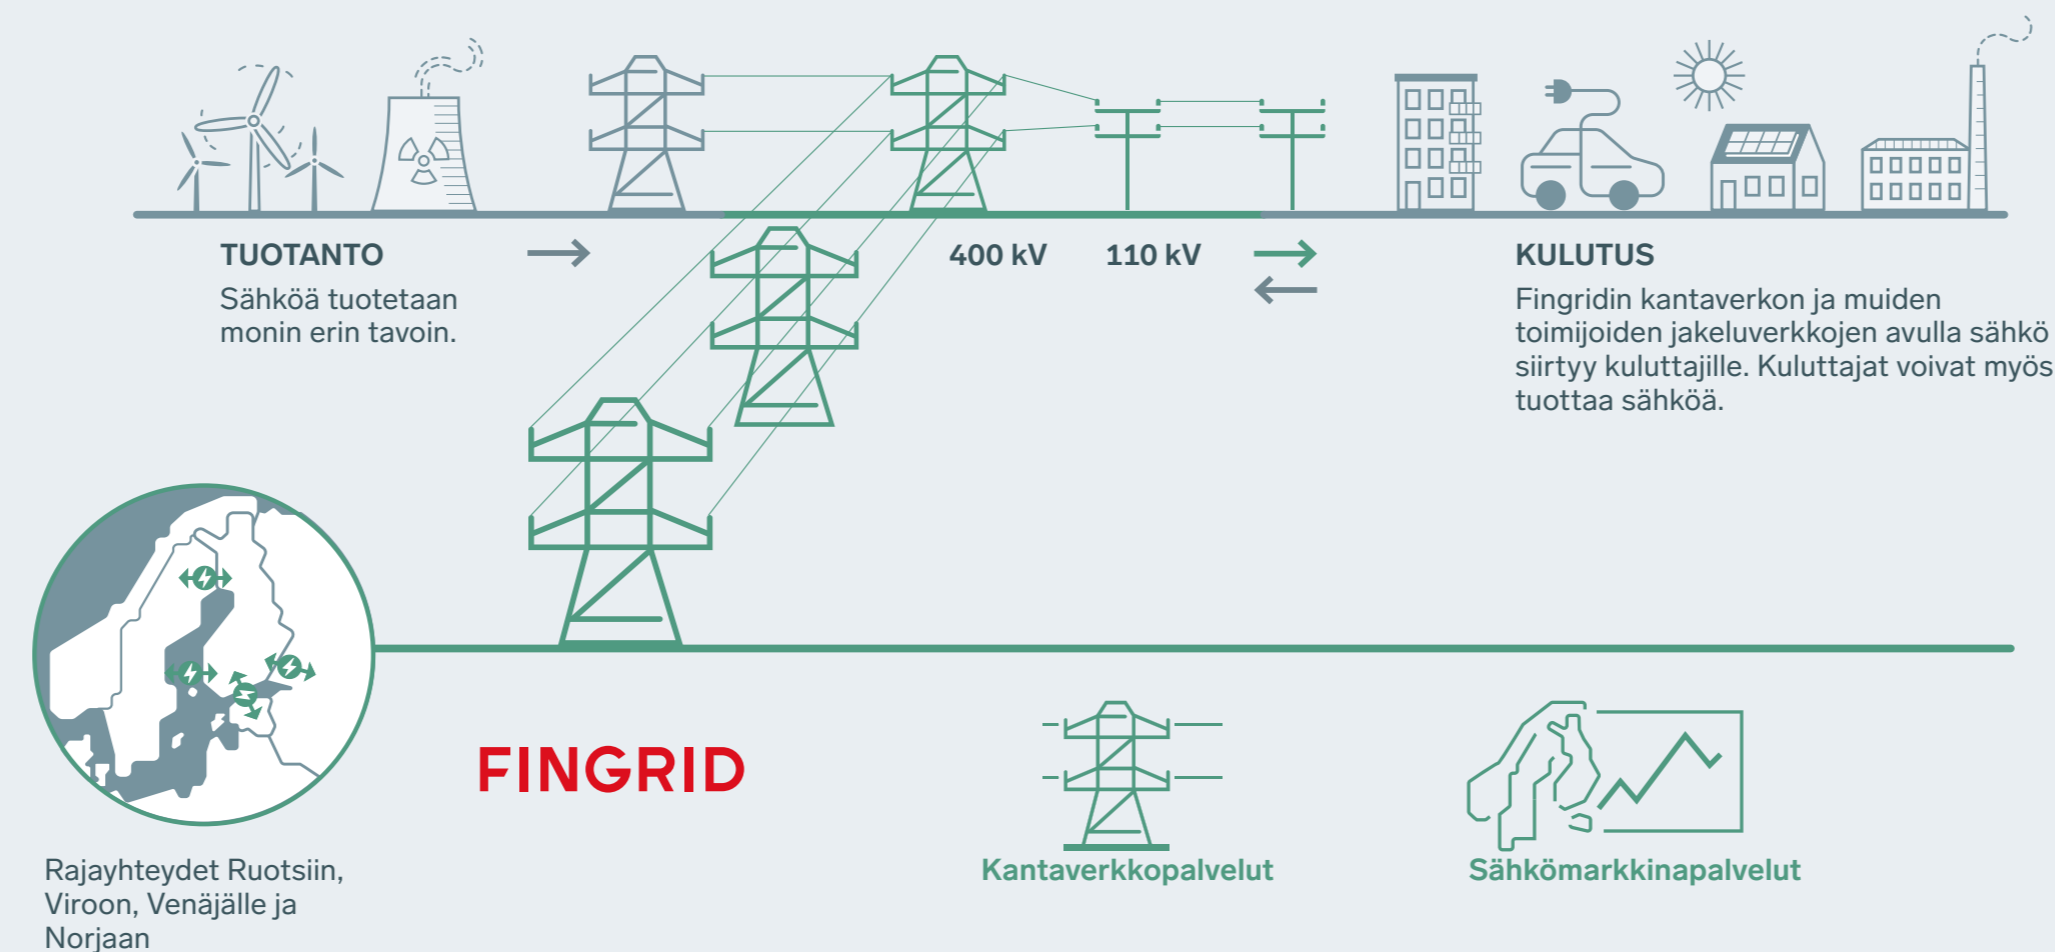 TUOTANTO
Sähköä tuotetaan
monin erin tavoin.
400 kV
110 kV
KULUTUS
Fingridin kantaverkon ja muiden
toimijoiden jakeluverkkojen avulla sähkö
siirtyy kuluttajille. Kuluttajat voivat myös
tuottaa sähköä.
Rajayhteydet Ruotsiin,
Viroon, Venäjälle ja
Norjaan
FINGRID
Kantaverkkopalvelut
Sähkömarkkinapalvelut